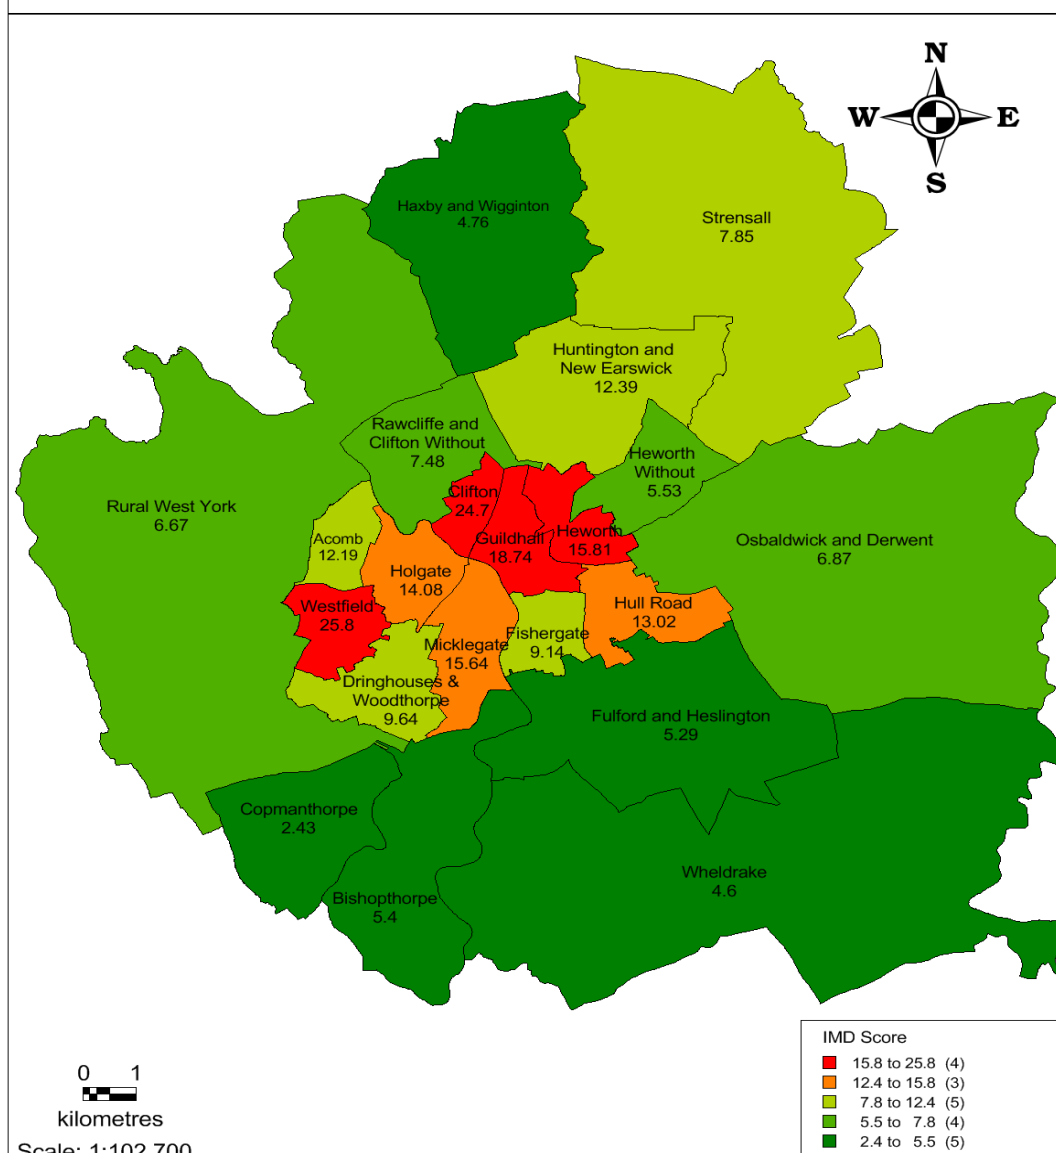 N
W E
S
Haxby and Wigginton
4.76
Strensall
7.85
Huntington and
New Earswick
12.39
Rawcliffe and
Clifton Without
7.48
Heworth
Without
5.53
Rural West York
6.67
Clifton
24.7
Guildhall
18.74
Heworth
15.81
Osbaldwick and Derwent
6.87
Acomb
12.19
Holgate
14.08
Westfield
25.8
Hull Road
13.02
Micklegate
15.64
Fishergate
9.14
Dringhouses &
Woodthorpe
9.64
Fulford and Heslington
5.29
Copmanthorpe
2.43
Bishopthorpe
5.4
Wheldrake
4.6
0 1
kilometres
Scale: 1:102,700
IMD Score
15.8 to 25.8 (4)
12.4 to 15.8 (3)
7.8 to 12.4 (5)
5.5 to 7.8 (4)
2.4 to 5.5 (5)